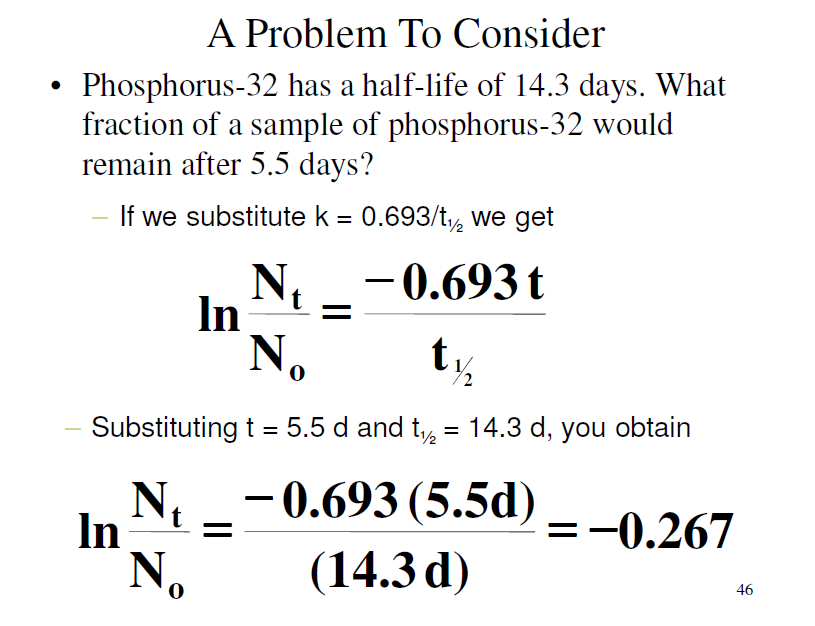 A Problem To Consider
• Phosphorus-32 has a half-life of 14.3 days. What
fraction of a sample of phosphorus-32 would
remain after 5.5 days?
– If we substitute k = 0.693/t½ we get
ln Nt/No = −0.693 t / t½
– Substituting t = 5.5 d and t½ = 14.3 d, you obtain
ln Nt/No = −0.693 (5.5d) / (14.3 d) = −0.267
46